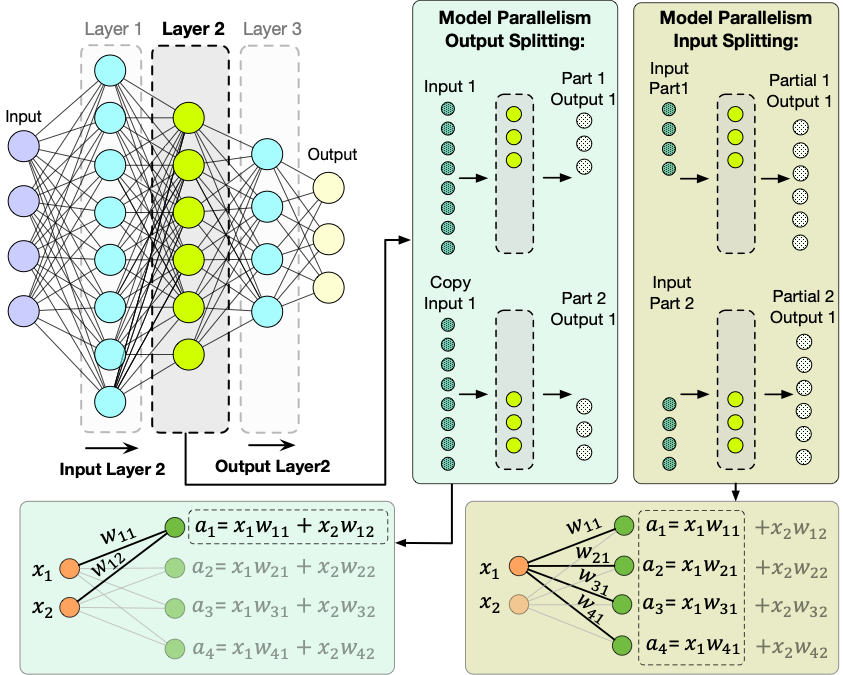 Layer 1
Layer 2
Layer 3
Input
Output
Input Layer 2
Output Layer2
Model Parallelism
Output Splitting:
Input 1
Part 1
Output 1
Copy
Input 1
Part 2
Output 1
Model Parallelism
Input Splitting:
Input
Part1
Partial 1
Output 1
Input
Part 2
Partial 2
Output 1
x₁
x₂
w₁₁
w₁₂
a₁= x₁w₁₁ + x₂w₁₂
a₂= x₁w₂₁ + x₂w₂₂
a₃= x₁w₃₁ + x₂w₃₂
a₄= x₁w₄₁ + x₂w₄₂
x₁
x₂
w₁₁
w₂₁
w₃₁
w₄₁
a₁= x₁w₁₁ +x₂w₁₂
a₂= x₁w₂₁ +x₂w₂₂
a₃= x₁w₃₁ +x₂w₃₂
a₄= x₁w₄₁ +x₂w₄₂